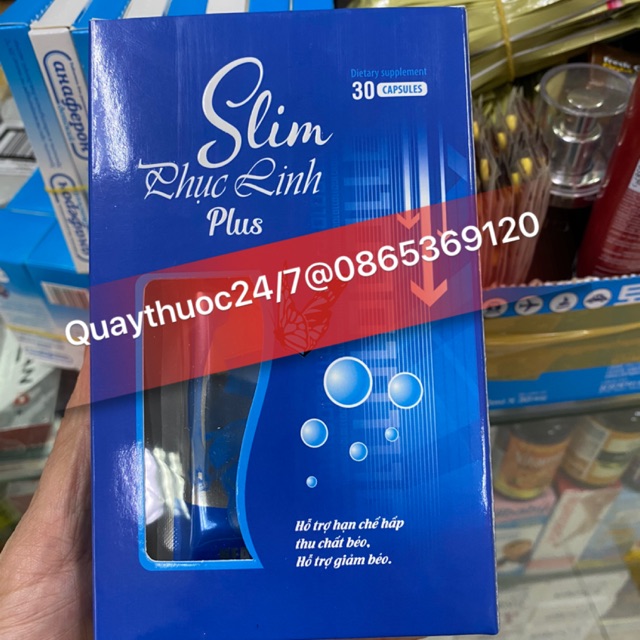 Dietary supplement
30 CAPSULES
Slim
Phục Linh
Plus
Quaythuoc24/7@0865369120
Hỗ trợ hạn chế hấp
thu chất béo.
Hỗ trợ giảm béo.
анаферон